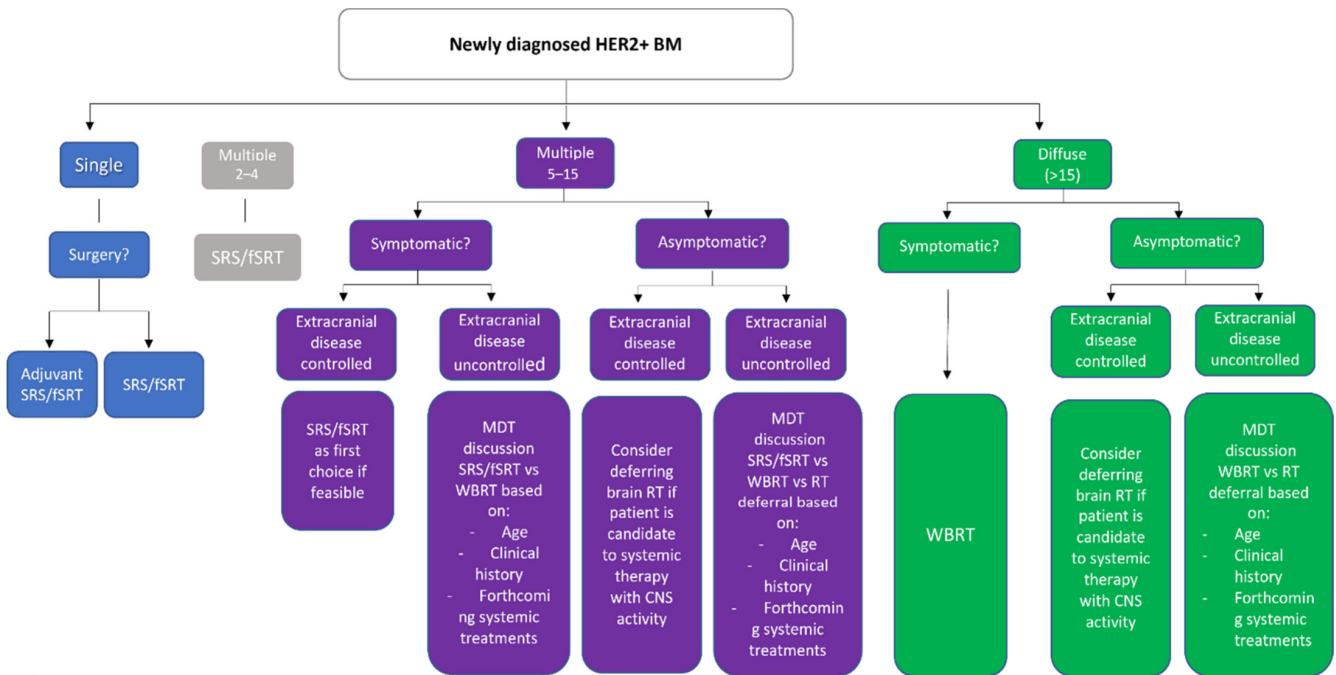 Newly diagnosed HER2+ BM
Single
Multiple
2–4
Multiple
5–15
Diffuse
(>15)
Surgery?
SRS/fSRT
Symptomatic?
Asymptomatic?
Symptomatic?
Asymptomatic?
Adjuvant
SRS/fSRT
SRS/fSRT
Extracranial
disease
controlled
Extracranial
disease
uncontrolled
Extracranial
disease
controlled
Extracranial
disease
uncontrolled
Extracranial
disease
controlled
Extracranial
disease
uncontrolled
SRS/fSRT
as first
choice if
feasible
MDT
discussion
SRS/fSRT vs
WBRT based
on:
- Age
- Clinical
history
- Forthcomi
ng systemic
treatments
Consider
deferring
brain RT if
patient is
candidate
to systemic
therapy
with CNS
activity
MDT
discussion
SRS/fSRT vs
WBRT vs RT
deferral based
on:
- Age
- Clinical
history
- Forthcomin
g systemic
treatments
WBRT
Consider
deferring
brain RT if
patient is
candidate
to systemic
therapy
with CNS
activity
MDT
discussion
WBRT vs RT
deferral based
on:
- Age
- Clinical
history
- Forthcomin
g systemic
treatments